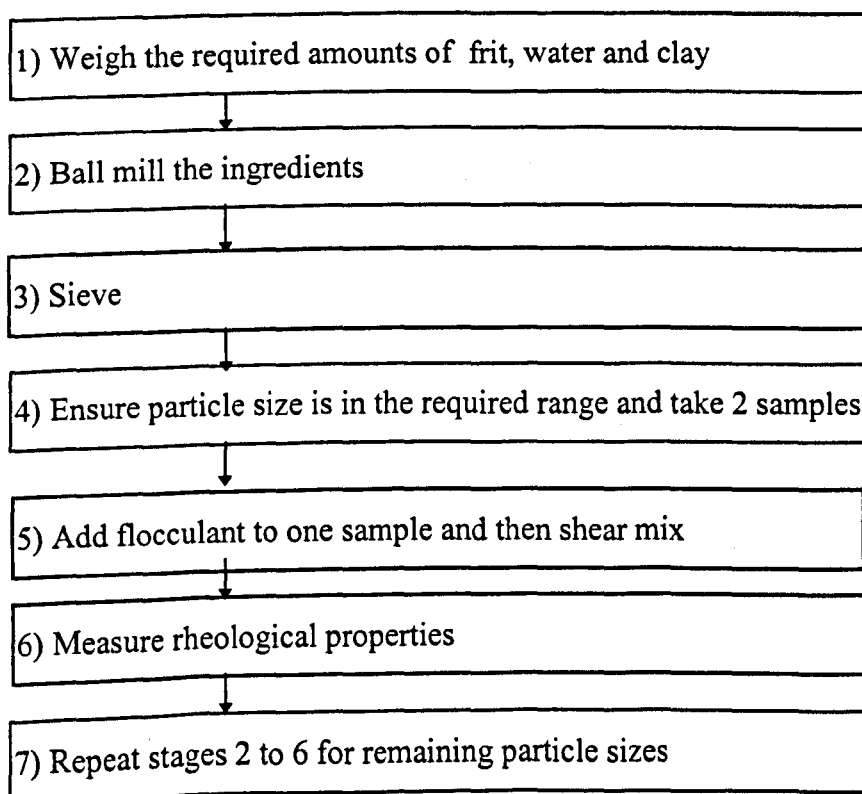 1) Weigh the required amounts of frit, water and clay
2) Ball mill the ingredients
3) Sieve
4) Ensure particle size is in the required range and take 2 samples
5) Add flocculant to one sample and then shear mix
6) Measure rheological properties
7) Repeat stages 2 to 6 for remaining particle sizes